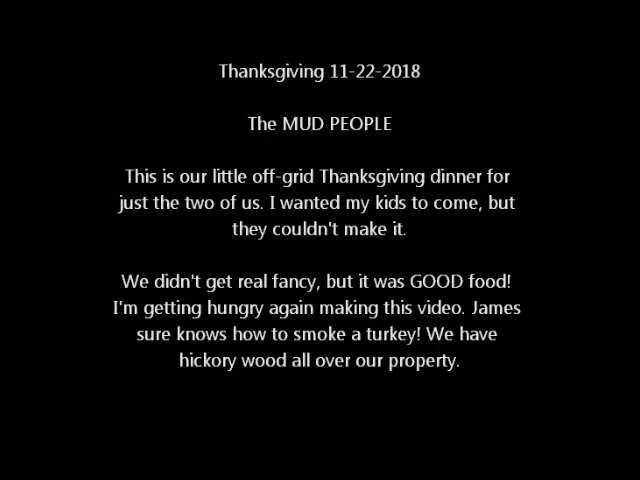 Thanksgiving 11-22-2018
The MUD PEOPLE
This is our little off-grid Thanksgiving dinner for
just the two of us. I wanted my kids to come, but
they couldn't make it.
We didn't get real fancy, but it was GOOD food!
I'm getting hungry again making this video. James
sure knows how to smoke a turkey! We have
hickory wood all over our property.